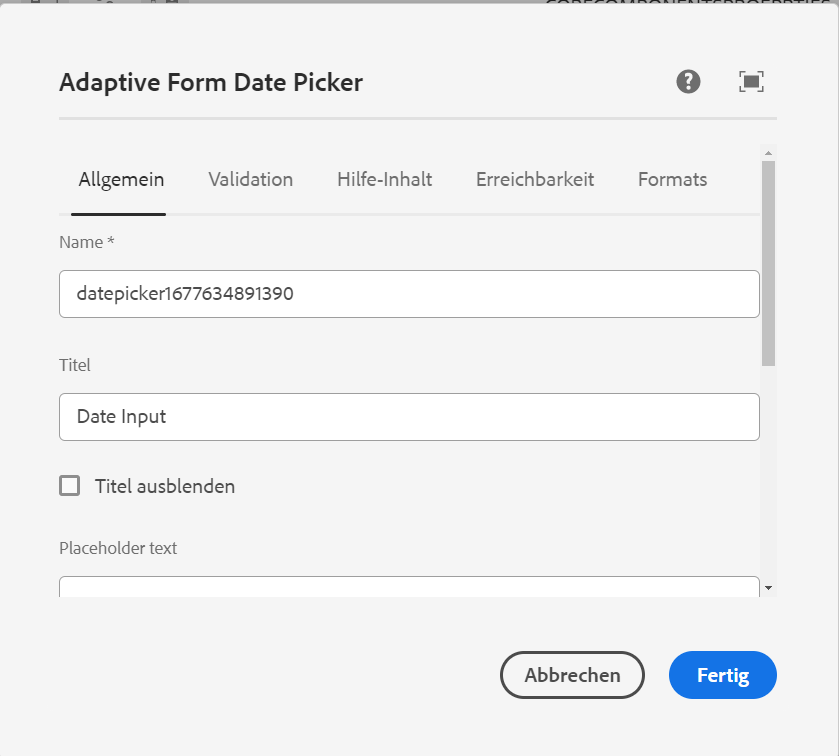 Adaptive Form Date Picker
Allgemein Validation Hilfe-Inhalt Erreichbarkeit Formats
Name *
datepicker1677634891390
Titel
Date Input
Titel ausblenden
Placeholder text
Abbrechen Fertig